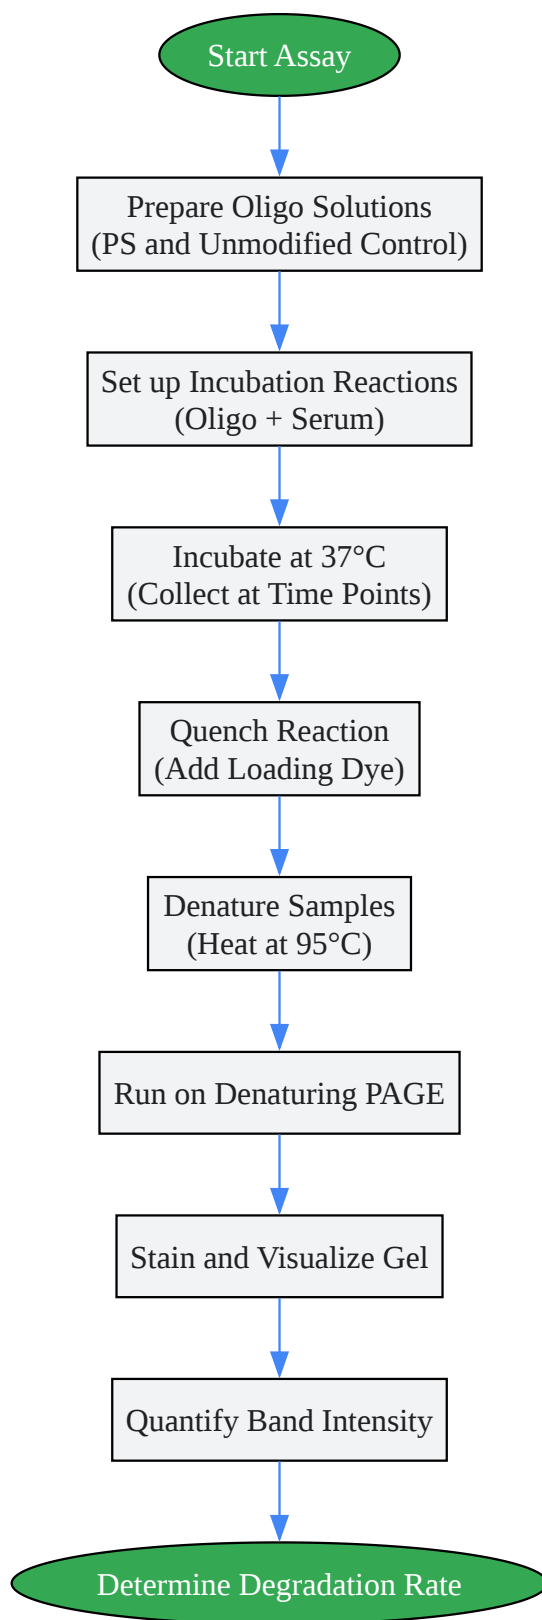 Start Assay
Prepare Oligo Solutions
(PS and Unmodified Control)
Set up Incubation Reactions
(Oligo + Serum)
Incubate at 37°C
(Collect at Time Points)
Quench Reaction
(Add Loading Dye)
Denature Samples
(Heat at 95°C)
Run on Denaturing PAGE
Stain and Visualize Gel
Quantify Band Intensity
Determine Degradation Rate